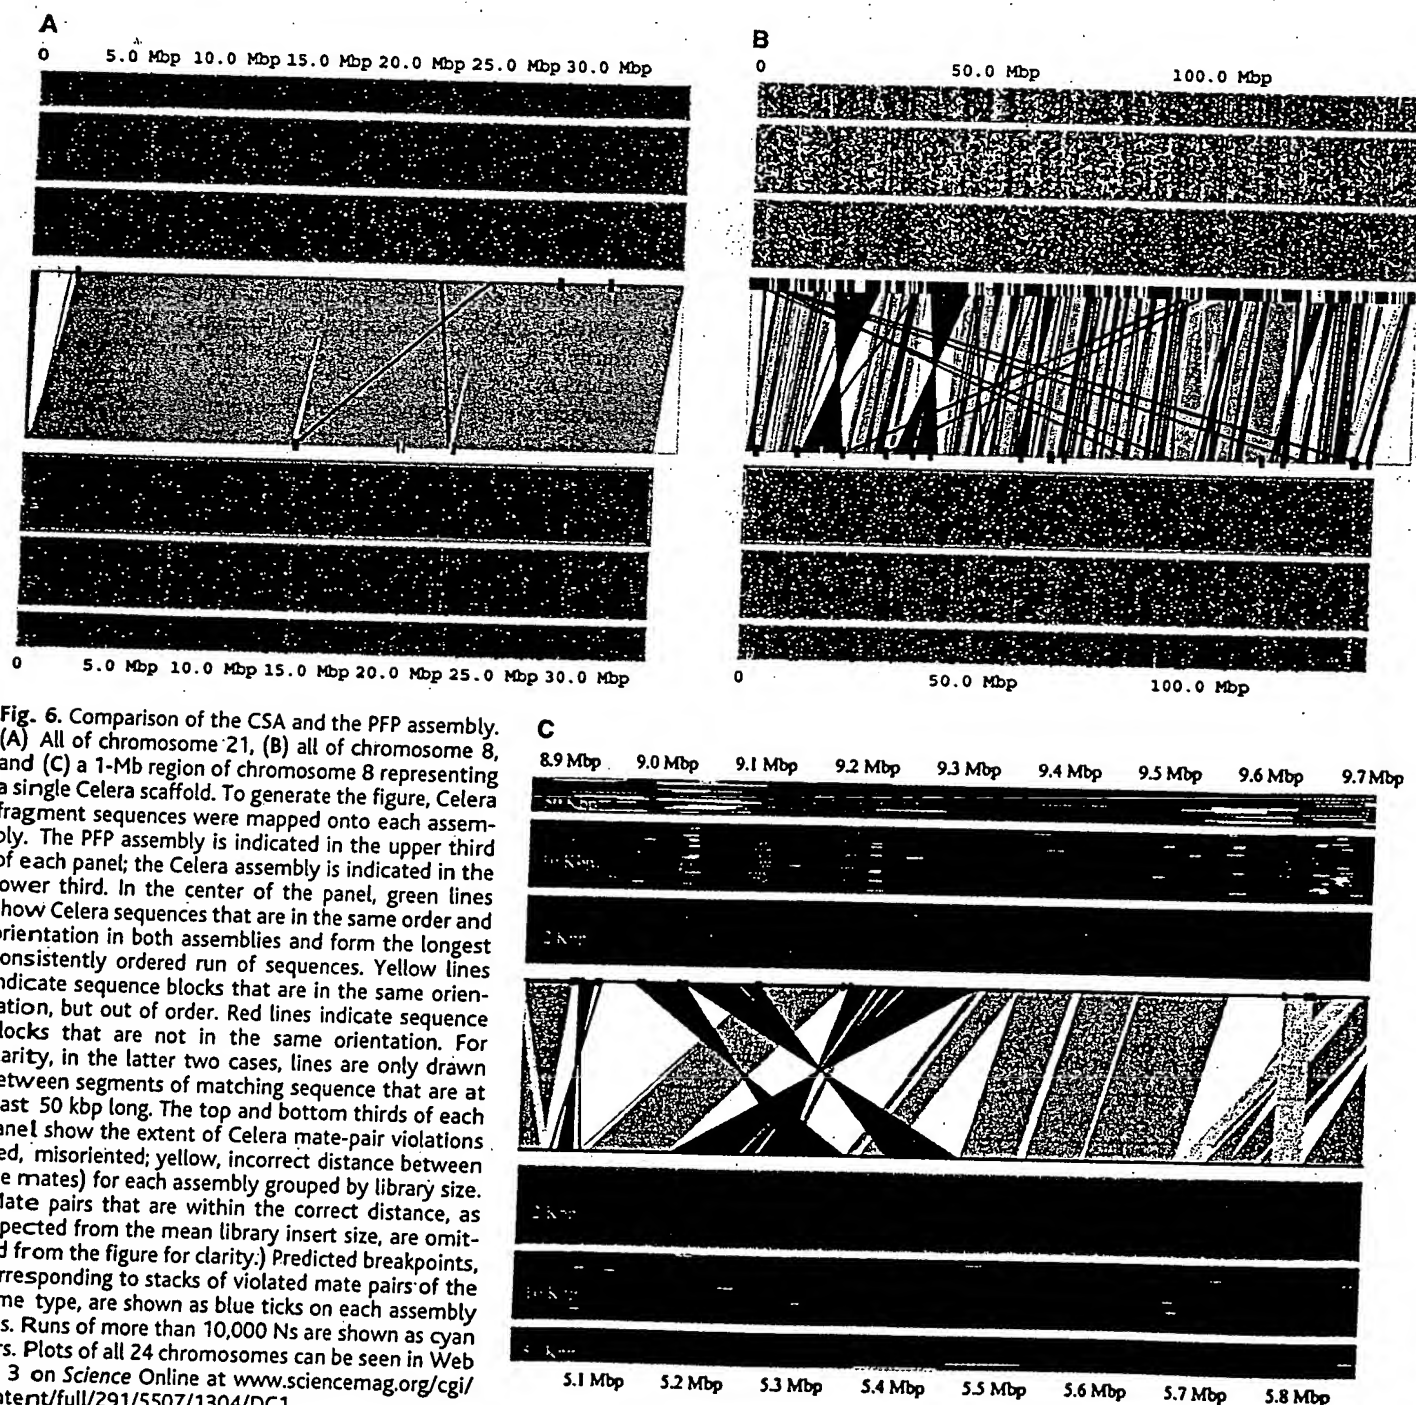 A
0 5.0 Mbp 10.0 Mbp 15.0 Mbp 20.0 Mbp 25.0 Mbp 30.0 Mbp
B
0 50.0 Mbp 100.0 Mbp
0 5.0 Mbp 10.0 Mbp 15.0 Mbp 20.0 Mbp 25.0 Mbp 30.0 Mbp
0 50.0 Mbp 100.0 Mbp
Fig. 6. Comparison of the CSA and the PFP assembly.
(A) All of chromosome 21, (B) all of chromosome 8,
and (C) a 1-Mb region of chromosome 8 representing
a single Celera scaffold. To generate the figure, Celera
fragment sequences were mapped onto each assem-
bly. The PFP assembly is indicated in the upper third
of each panel; the Celera assembly is indicated in the
ower third. In the center of the panel, green lines
how Celera sequences that are in the same order and
rientation in both assemblies and form the longest
onsistently ordered run of sequences. Yellow lines
ndicate sequence blocks that are in the same orien-
ation, but out of order. Red lines indicate sequence
locks that are not in the same orientation. For
arity, in the latter two cases, lines are only drawn
etween segments of matching sequence that are at
ast 50 kbp long. The top and bottom thirds of each
anel show the extent of Celera mate-pair violations
ed, misoriented; yellow, incorrect distance between
e mates) for each assembly grouped by library size.
late pairs that are within the correct distance, as
pected from the mean library insert size, are omit-
d from the figure for clarity.) Predicted breakpoints,
rresponding to stacks of violated mate pairs of the
me type, are shown as blue ticks on each assembly
s. Runs of more than 10,000 Ns are shown as cyan
rs. Plots of all 24 chromosomes can be seen in Web
3 on Science Online at www.sciencemag.org/cgi/
ntent/full/291/5507/1304/DC1
C
8.9 Mbp 9.0 Mbp 9.1 Mbp 9.2 Mbp 9.3 Mbp 9.4 Mbp 9.5 Mbp 9.6 Mbp 9.7 Mbp
10 Kbp
2 Kbp
2 Kbp
10 Kbp
5.1 Mbp 5.2 Mbp 5.3 Mbp 5.4 Mbp 5.5 Mbp 5.6 Mbp 5.7 Mbp 5.8 Mbp